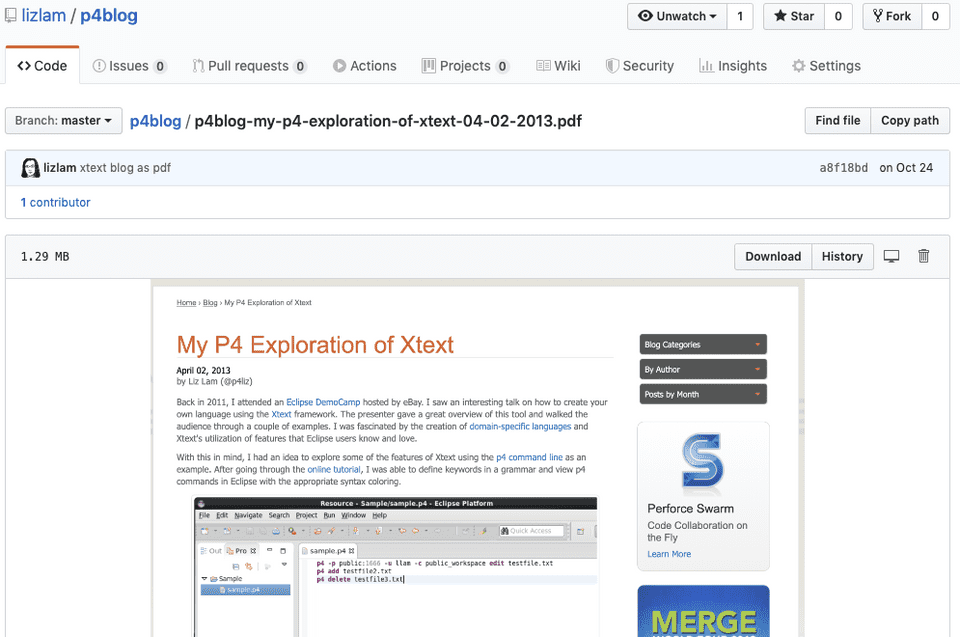 lizlam / p4blog
Unwatch 1 Star 0 Fork 0
Code Issues 0 Pull requests 0 Actions Projects 0 Wiki Security Insights Settings
Branch: master p4blog / p4blog-my-p4-exploration-of-xtext-04-02-2013.pdf Find file Copy path
lizlam xtext blog as pdf a8f18bd on Oct 24
1 contributor
1.29 MB Download History
Home › Blog › My P4 Exploration of Xtext
My P4 Exploration of Xtext
April 02, 2013
by Liz Lam (@p4liz)
Back in 2011, I attended an Eclipse DemoCamp hosted by eBay. I saw an interesting talk on how to create your
own language using the Xtext framework. The presenter gave a great overview of this tool and walked the
audience through a couple of examples. I was fascinated by the creation of domain-specific languages and
Xtext's utilization of features that Eclipse users know and love.
With this in mind, I had an idea to explore some of the features of Xtext using the p4 command line as an
example. After going through the online tutorial, I was able to define keywords in a grammar and view p4
commands in Eclipse with the appropriate syntax coloring.
Resource - Sample/sample.p4 - Eclipse Platform
File Edit Navigate Search Project Run Window Help
Quick Access
Out Pro sample.p4
Sample
sample.p4
p4 -p public:1666 -u llam -c public_workspace edit testfile.txt
p4 add testfile2.txt
p4 delete testfile3.txt
Blog Categories
By Author
Posts by Month
Perforce Swarm
Code Collaboration on
the Fly
Learn More
MERGE